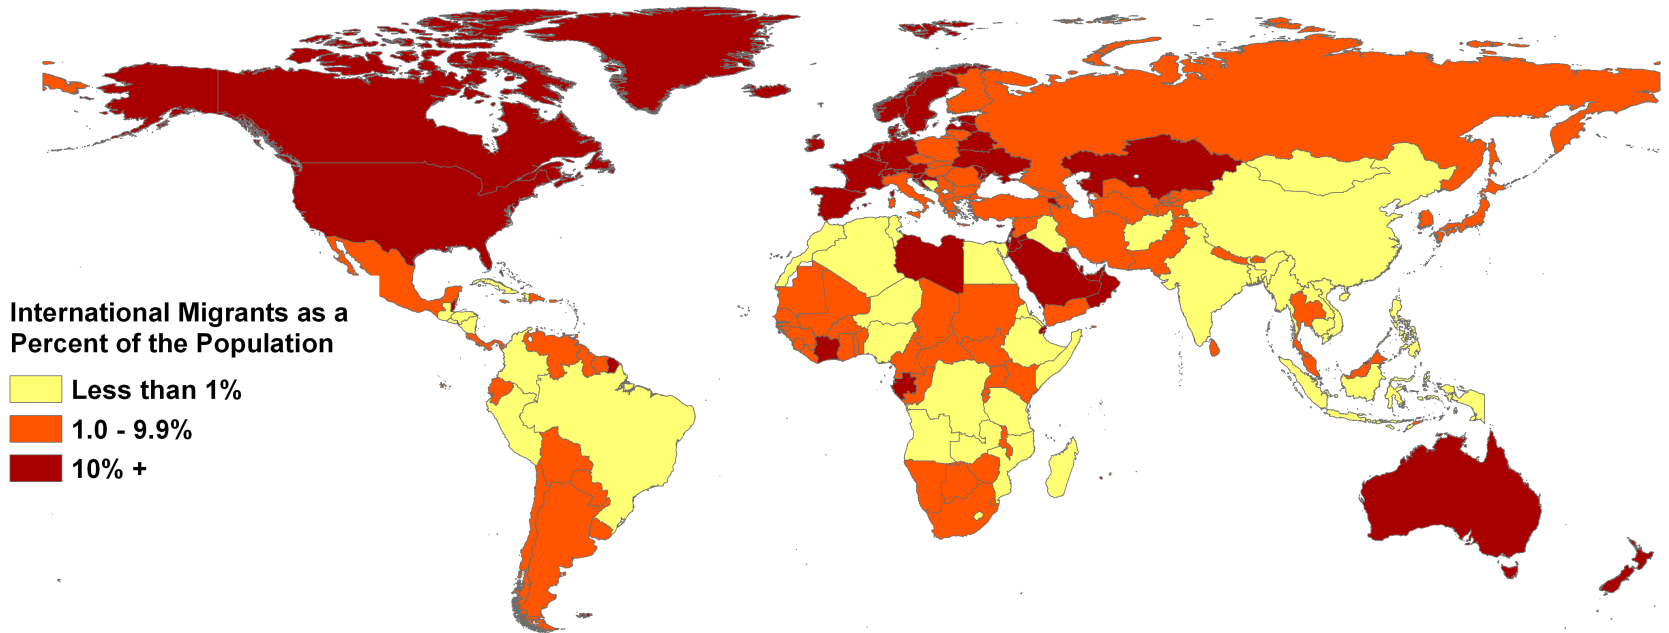 International Migrants as a
Percent of the Population
Less than 1%
1.0 - 9.9%
10% +